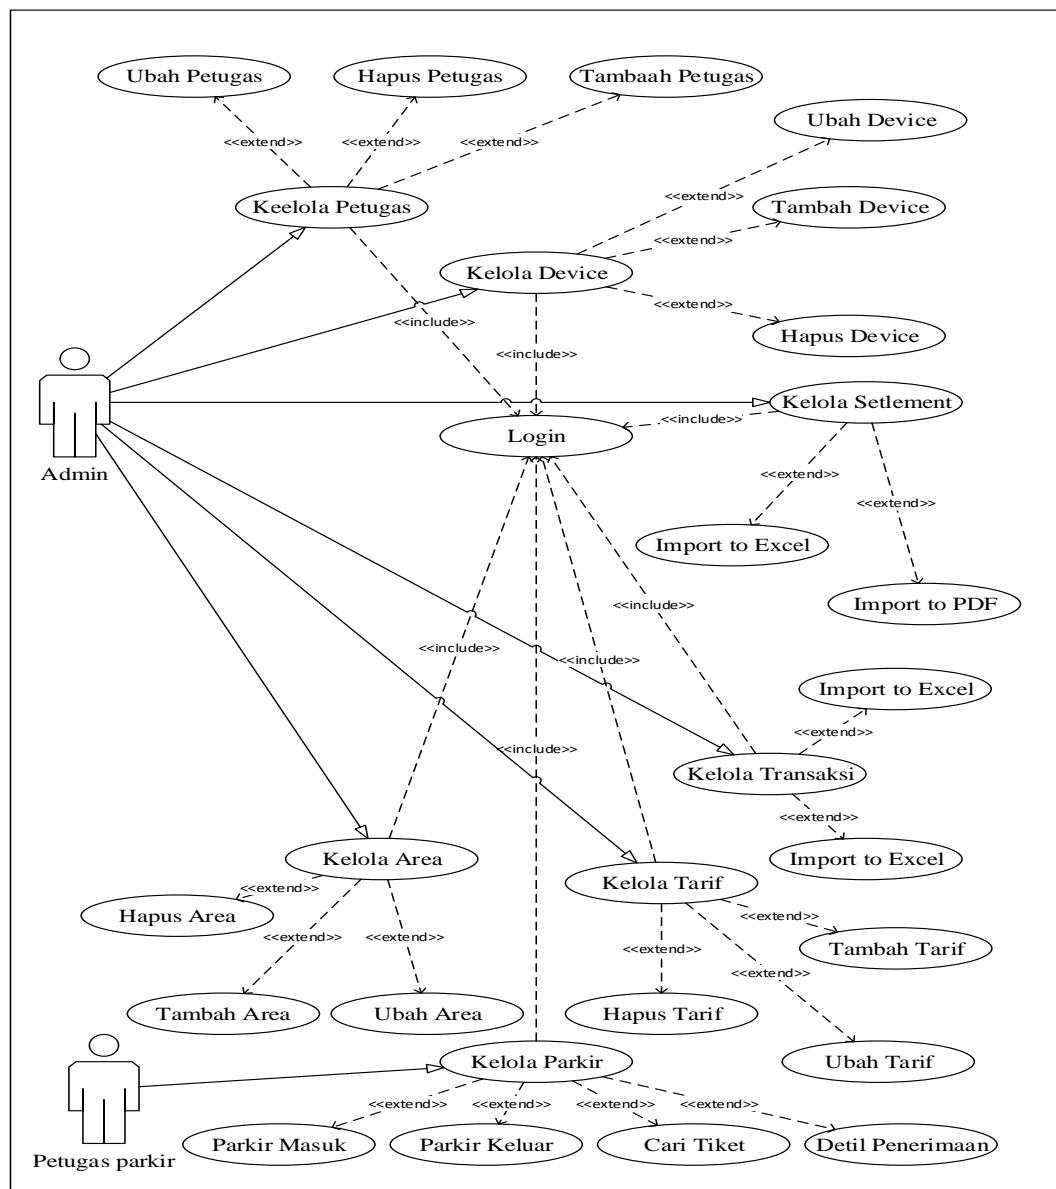 Ubah Petugas
Hapus Petugas
Tambaah Petugas
Ubah Device
<<extend>>
<<extend>>
<<extend>>
<<extend>>
Keelola Petugas
Tambah Device
<<extend>>
Kelola Device
<<extend>>
<<include>>
Hapus Device
<<include>>
Kelola Setlement
<<include>>
Login
Admin
<<extend>>
<<extend>>
Import to Excel
Import to PDF
<<include>>
<<include>>
<<include>>
Import to Excel
<<extend>>
<<include>>
Kelola Transaksi
<<extend>>
Kelola Area
Import to Excel
Kelola Tarif
<<extend>>
Hapus Area
<<extend>>
<<extend>>
<<extend>>
<<extend>>
Tambah Tarif
<<extend>>
Tambah Area
Ubah Area
Hapus Tarif
Kelola Parkir
Ubah Tarif
<<extend>>
<<extend>>
<<extend>>
<<extend>>
Parkir Masuk
Parkir Keluar
Cari Tiket
Detil Penerimaan
Petugas parkir